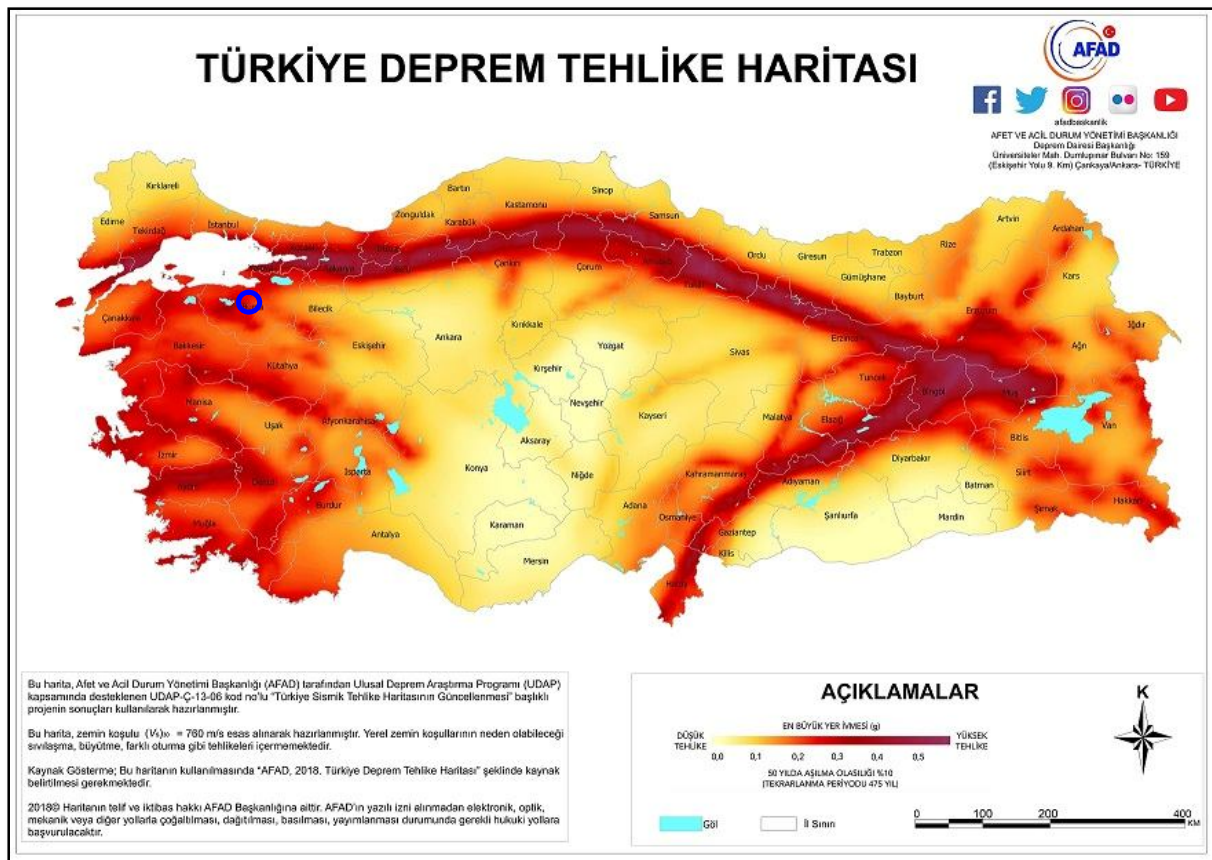 TÜRKİYE DEPREM TEHLİKE HARİTASI
AFAD
afadbaskanlik
AFET VE ACİL DURUM YÖNETİMİ BAŞKANLIĞI
Deprem Dairesi Başkanlığı
Üniversiteler Mah. Dumlupınar Bulvarı No: 159
(Eskişehir Yolu 9. Km) Çankaya/Ankara- TÜRKİYE
Kırklareli
Edirne
Tekirdağ
İstanbul
Zonguldak
Bartın
Karabük
Kastamonu
Sinop
Samsun
Ordu
Giresun
Trabzon
Rize
Artvin
Ardahan
Kars
Gümüşhane
Bayburt
Erzurum
Iğdır
Ağrı
Çankırı
Çorum
Çanakkale
Bilecik
Balıkesir
Eskişehir
Kütahya
Ankara
Kırıkkale
Yozgat
Sivas
Erzincan
Tunceli
Bingöl
Muş
Kırşehir
Nevşehir
Kayseri
Malatya
Elazığ
Van
Bitlis
Manisa
Uşak
Afyonkarahisar
Aksaray
İzmir
Isparta
Konya
Niğde
Kahramanmaraş
Adıyaman
Diyarbakır
Batman
Siirt
Hakkari
Şırnak
Mardin
Şanlıurfa
Aydın
Denizli
Burdur
Adana
Osmaniye
Gaziantep
Kilis
Muğla
Antalya
Karaman
Mersin
Hatay
Bu harita, Afet ve Acil Durum Yönetimi Başkanlığı (AFAD) tarafından Ulusal Deprem Araştırma Programı (UDAP)
kapsamında desteklenen UDAP-Ç-13-06 kod no'lu "Türkiye Sismik Tehlike Haritasının Güncellenmesi" başlıklı
projenin sonuçları kullanılarak hazırlanmıştır.
Bu harita, zemin koşulu (Vs)30 = 760 m/s esas alınarak hazırlanmıştır. Yerel zemin koşullarının neden olabileceği
sıvılaşma, büyütme, farklı oturma gibi tehlikeleri içermemektedir.
Kaynak Gösterme; Bu haritanın kullanılmasında "AFAD, 2018. Türkiye Deprem Tehlike Haritası" şeklinde kaynak
belirtilmesi gerekmektedir.
2018© Haritanın telif ve iktibas hakkı AFAD Başkanlığına aittir. AFAD'ın yazılı izni alınmadan elektronik, optik,
mekanik veya diğer yollarla çoğaltılması, dağıtılması, basılması, yayımlanması durumunda gerekli hukuki yollara
başvurulacaktır.
AÇIKLAMALAR
EN BÜYÜK YER İVMESİ (g)
DÜŞÜK
TEHLİKE
YÜKSEK
TEHLİKE
0,0 0,1 0,2 0,3 0,4 0,5
50 YILDA AŞILMA OLASILIĞI %10
(TEKRARLANMA PERİYODU 475 YIL)
Göl
İl Sınırı
K
0 50 100 200 300 400
KM